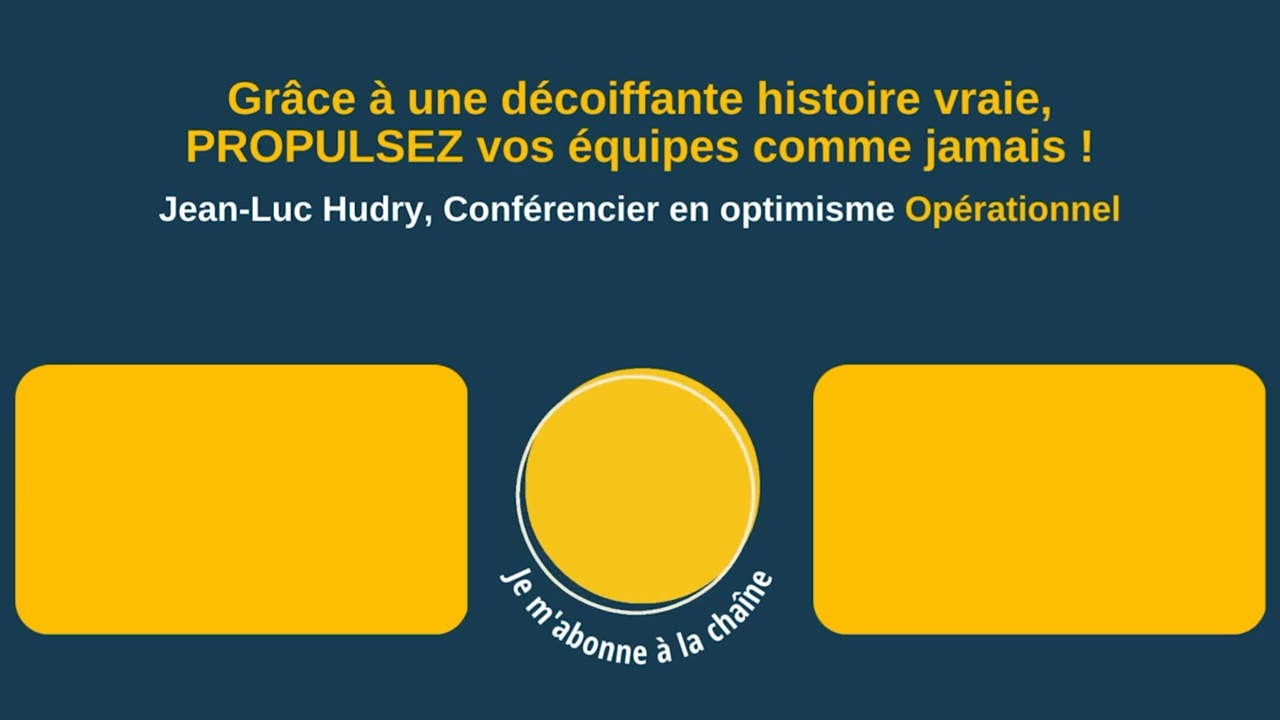 Grâce à une décoiffante histoire vraie,
PROPULSEZ vos équipes comme jamais !
Jean-Luc Hudry, Conférencier en optimisme Opérationnel
Je m'abonne à la chaîne